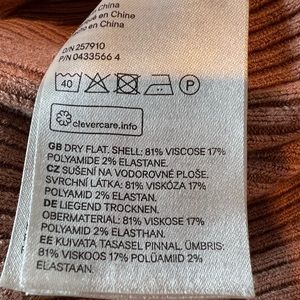 China
é en Chine
cho en China
O/N 257910
P/N 0433566 4
40 P
clevercare.info
GB DRY FLAT. SHELL: 81% VISCOSE 17%
POLYAMIDE 2% ELASTANE.
CZ SUŠENÍ NA VODOROVNÉ PLOŠE.
SVRCHNÍ LÁTKA: 81% VISKÓZA 17%
POLYAMID 2% ELASTAN.
DE LIEGEND TROCKNEN.
OBERMATERIAL: 81% VISKOSE 17%
POLYAMID 2% ELASTHAN.
EE KUIVATA TASASEL PINNAL. ÜMBRIS:
81% VISKOOS 17% POLÜAMIID 2%
ELASTAAN.